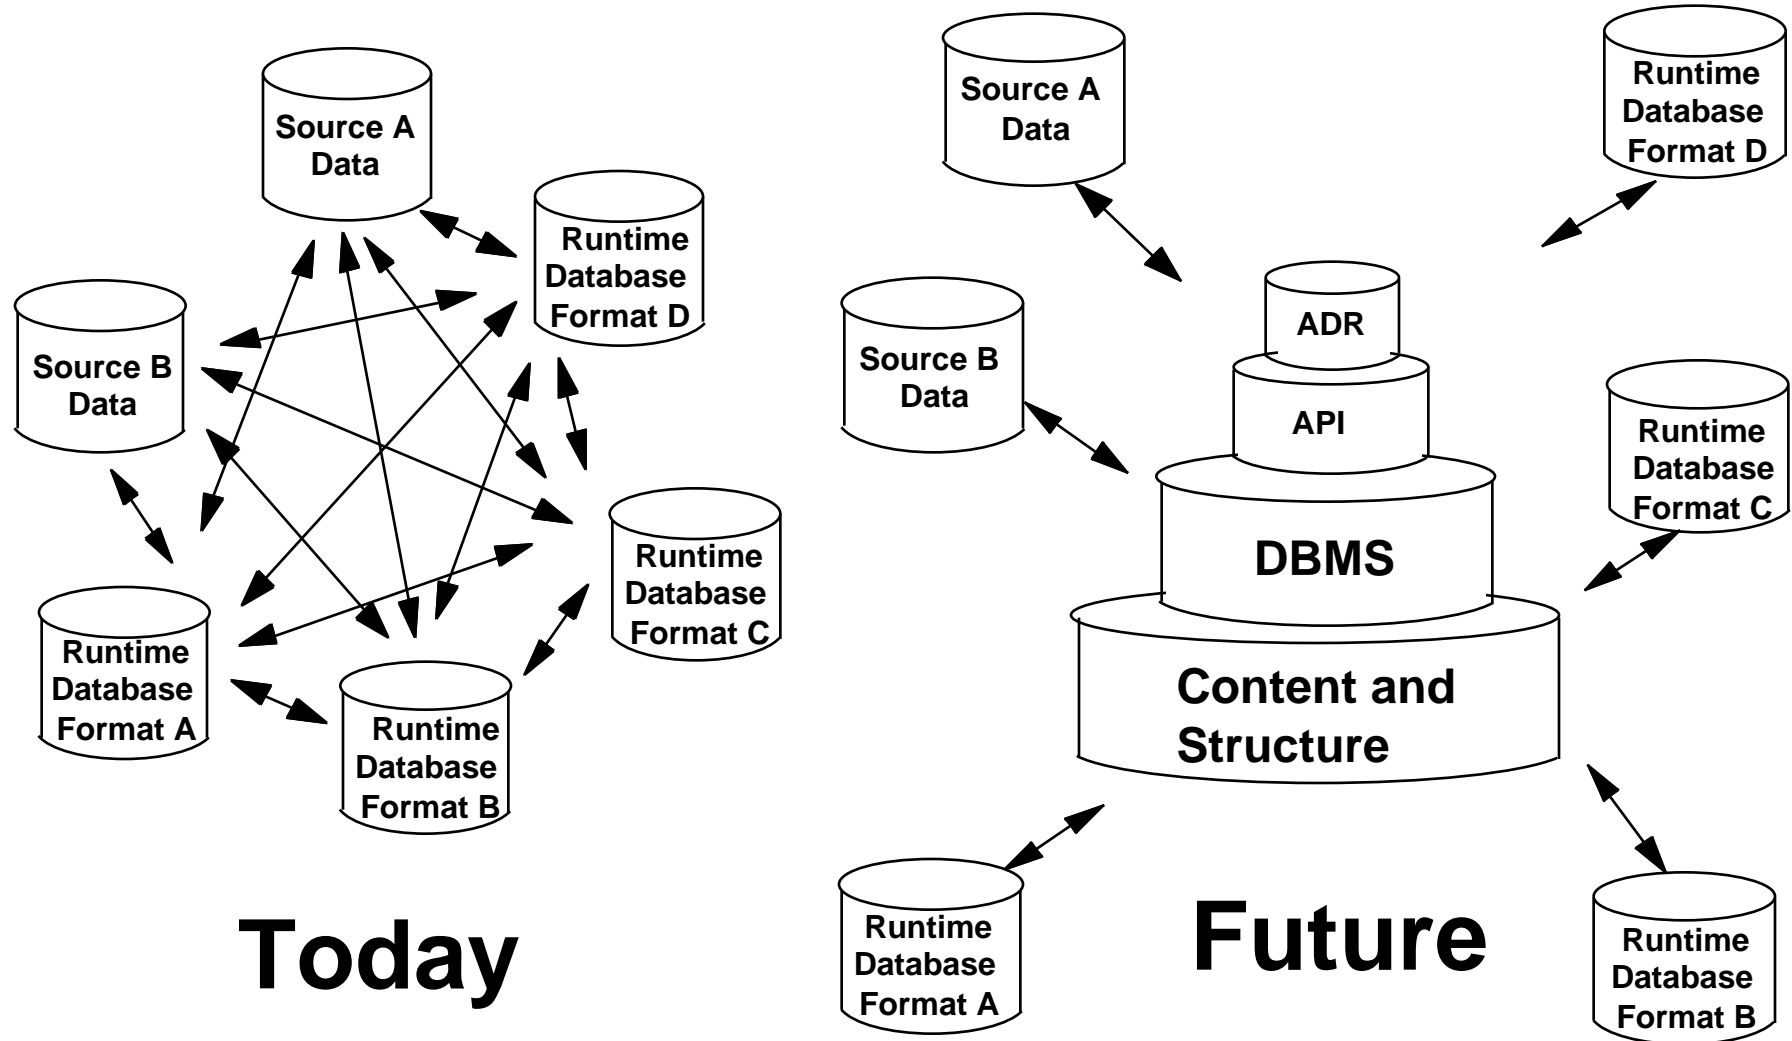 Source A
Data
Runtime
Database
Format D
Source B
Data
Runtime
Database
Format C
Runtime
Database
Format A
Runtime
Database
Format B
Today
Source A
Data
Runtime
Database
Format D
ADR
Source B
Data
API
Runtime
Database
Format C
DBMS
Content and
Structure
Runtime
Database
Format A
Runtime
Database
Format B
Future